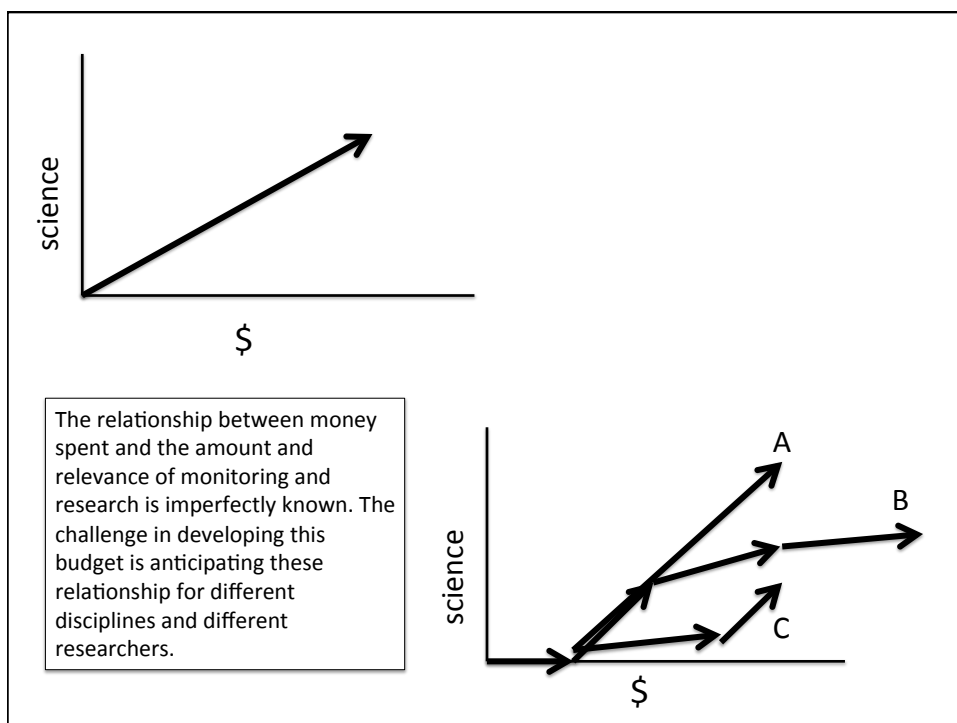 science
$
The relationship between money
spent and the amount and
relevance of monitoring and
research is imperfectly known. The
challenge in developing this
budget is anticipating these
relationship for different
disciplines and different
researchers.
A
B
science
C
$